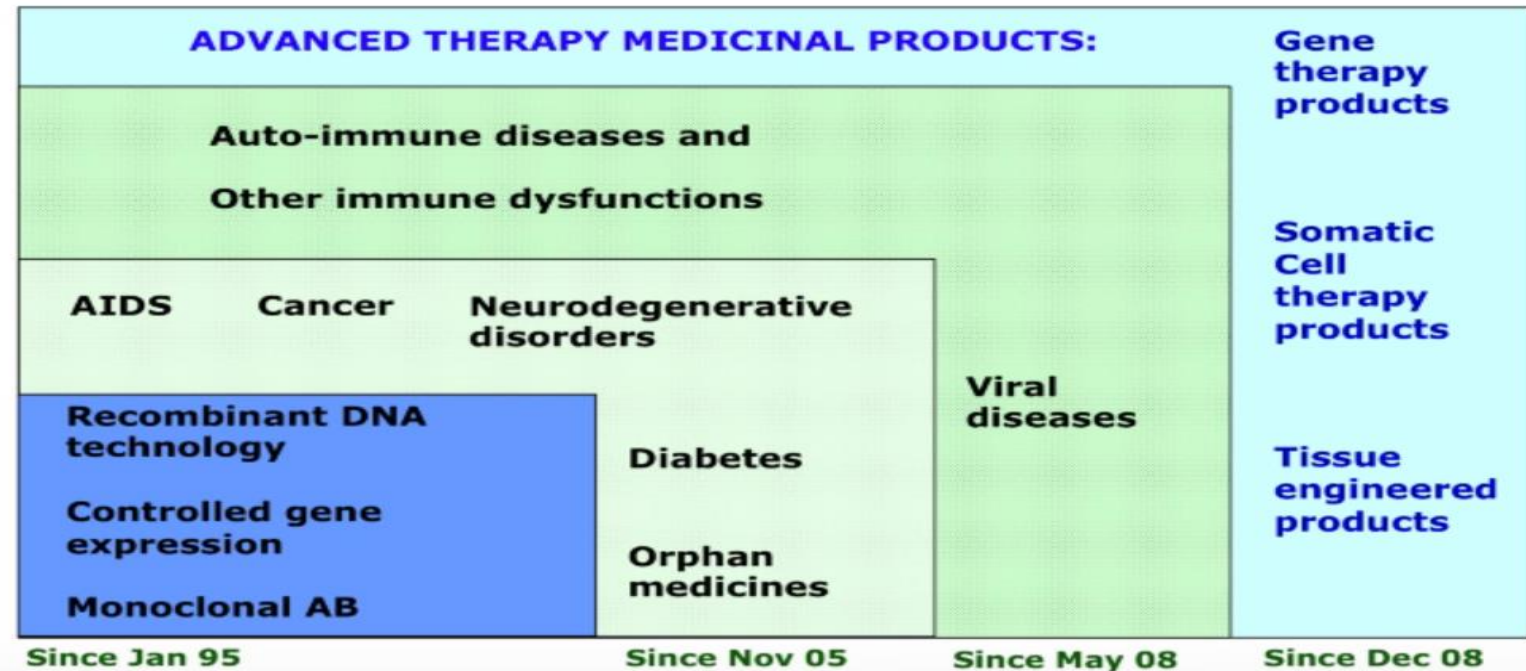 ADVANCED THERAPY MEDICINAL PRODUCTS:
Gene
therapy
products
Auto-immune diseases and
Other immune dysfunctions
Somatic
Cell
therapy
products
AIDS
Cancer
Neurodegenerative
disorders
Viral
diseases
Recombinant DNA
technology
Diabetes
Tissue
engineered
products
Controlled gene
expression
Orphan
medicines
Monoclonal AB
Since Jan 95
Since Nov 05
Since May 08
Since Dec 08